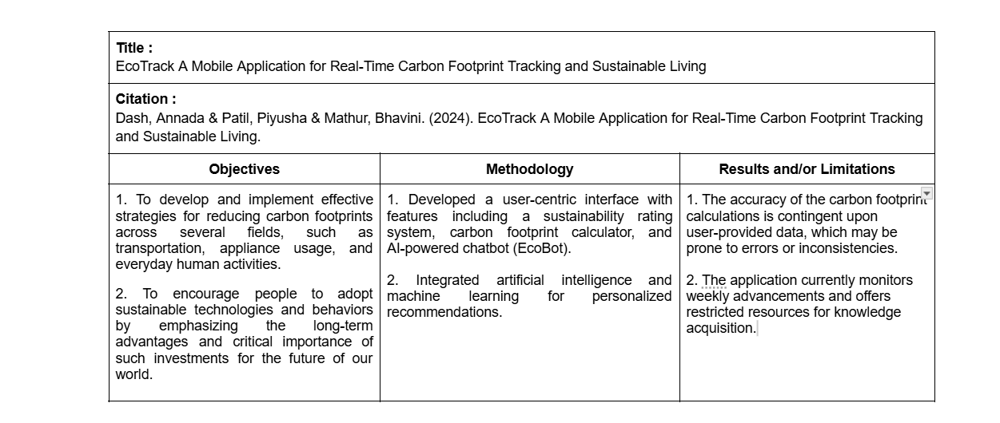 Title :
EcoTrack A Mobile Application for Real-Time Carbon Footprint Tracking and Sustainable Living
Citation :
Dash, Annada & Patil, Piyusha & Mathur, Bhavini. (2024). EcoTrack A Mobile Application for Real-Time Carbon Footprint Tracking
and Sustainable Living.
Objectives
Methodology
Results and/or Limitations
1. To develop and implement effective
strategies for reducing carbon footprints
across several fields, such as
transportation, appliance usage, and
everyday human activities.
2. To encourage people to adopt
sustainable technologies and behaviors
by emphasizing the long-term
advantages and critical importance of
such investments for the future of our
world.
1. Developed a user-centric interface with
features including a sustainability rating
system, carbon footprint calculator, and
AI-powered chatbot (EcoBot).
2. Integrated artificial intelligence and
machine learning for personalized
recommendations.
1. The accuracy of the carbon footprint
calculations is contingent upon
user-provided data, which may be
prone to errors or inconsistencies.
2. The application currently monitors
weekly advancements and offers
restricted resources for knowledge
acquisition.